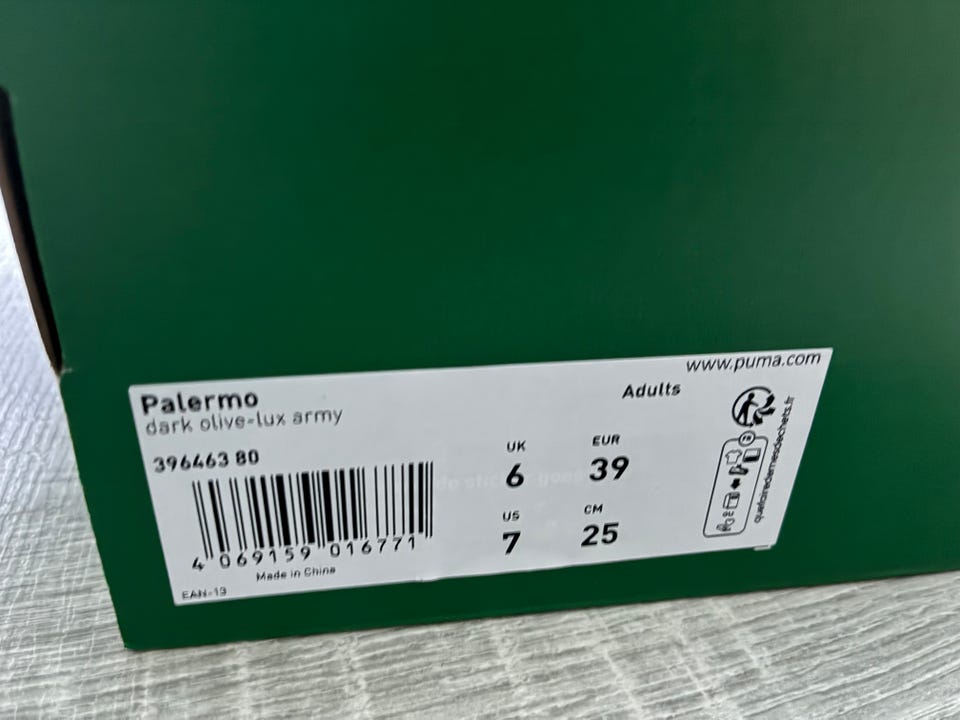 www.puma.com
Palermo
dark olive-lux army
Adults
396463 80
UK
EUR
6
39
US
CM
7
25
4 069159 016771
Made in China
EAN-13
FR
quefairedemesdechets.fr